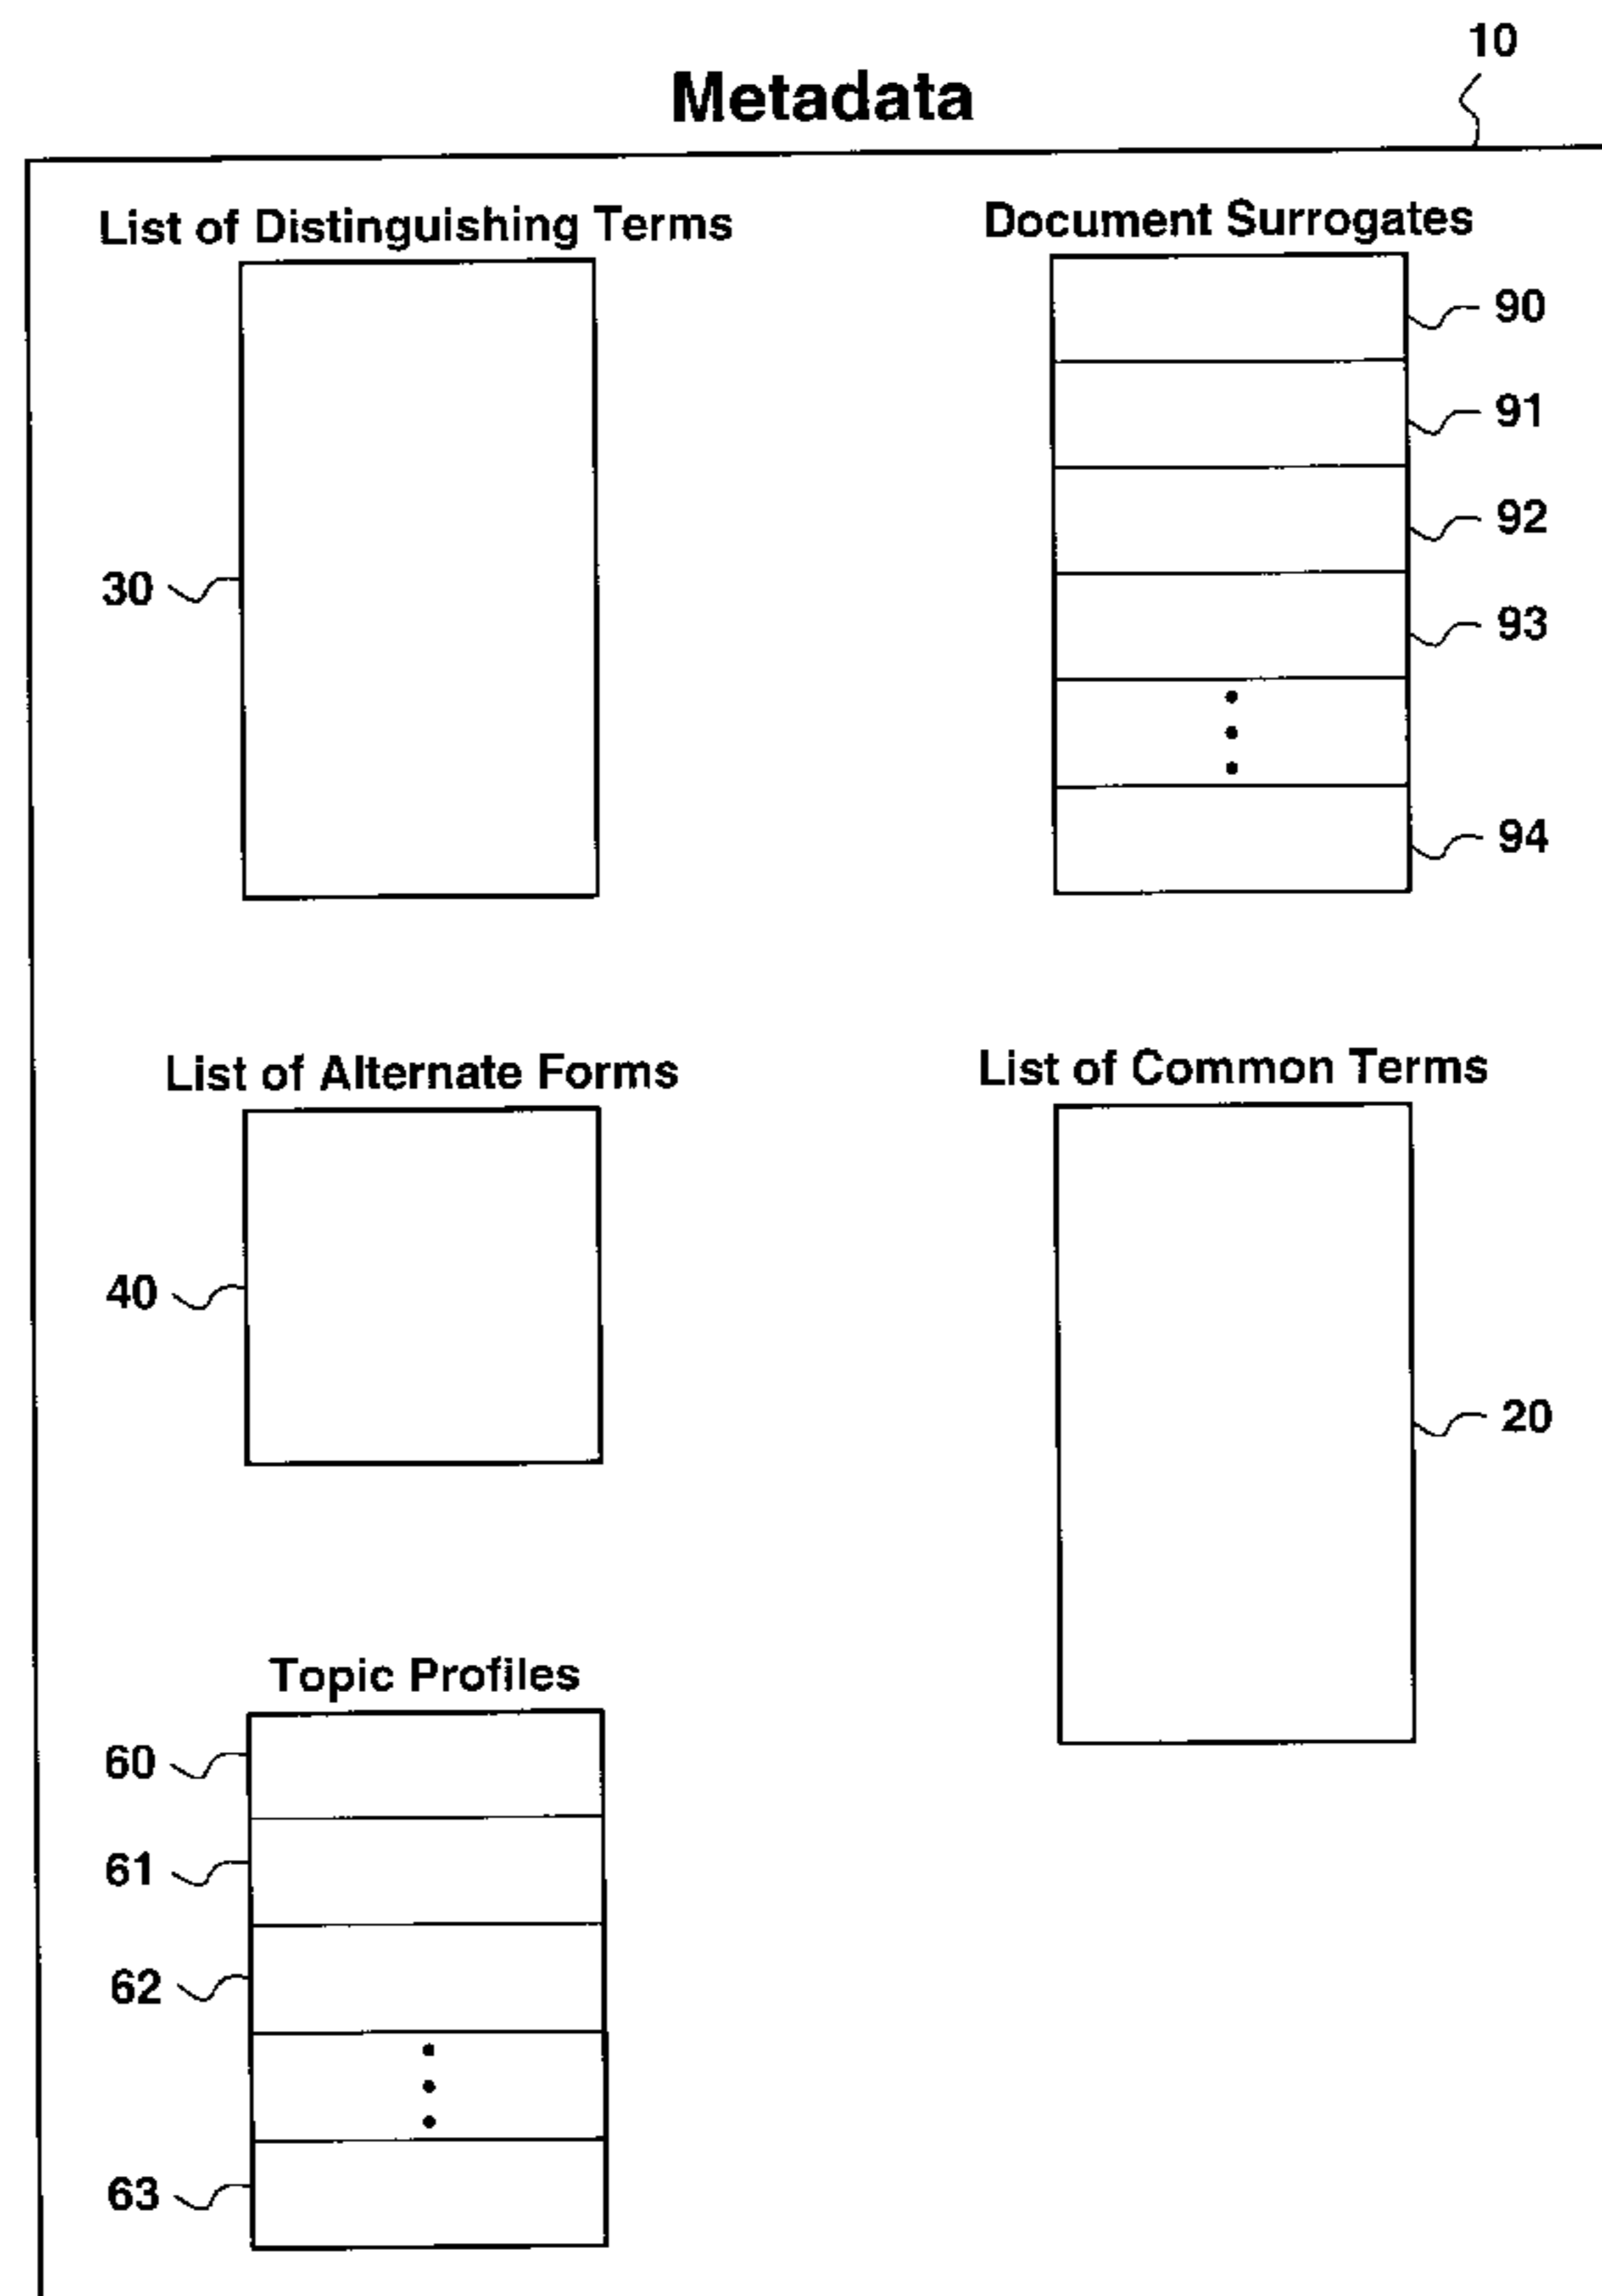 10
Metadata
List of Distinguishing Terms
30
Document Surrogates
90
91
92
93
94
List of Alternate Forms
40
List of Common Terms
20
Topic Profiles
60
61
62
63